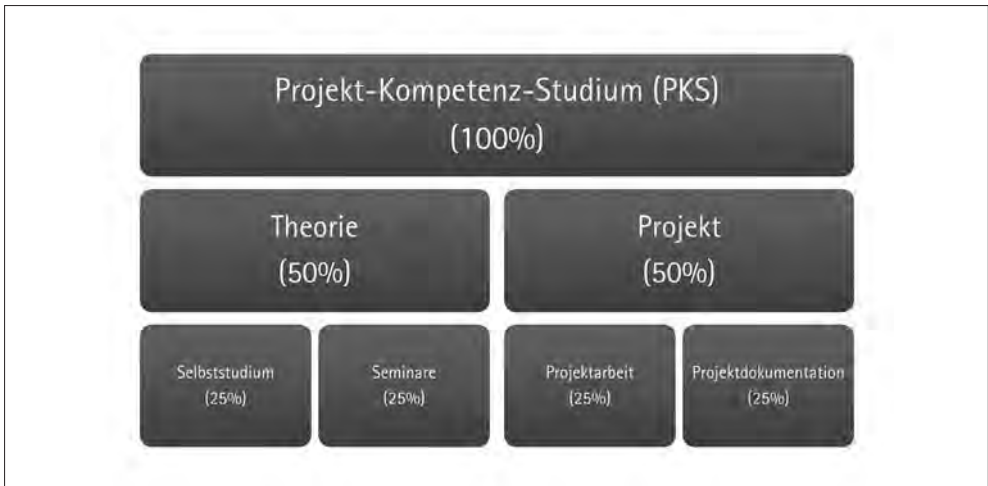 Projekt-Kompetenz-Studium (PKS)
(100%)
Theorie
(50%)
Projekt
(50%)
Selbststudium
(25%)
Seminare
(25%)
Projektarbeit
(25%)
Projektdokumentation
(25%)